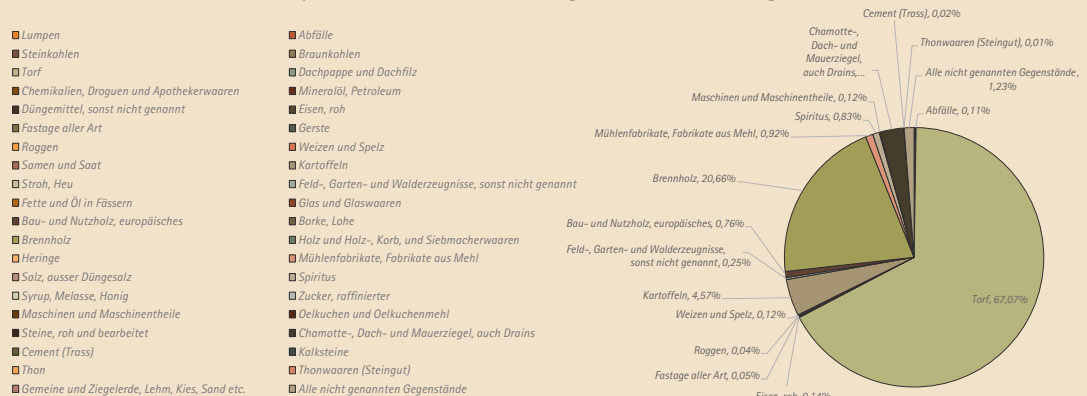 Lumpen
Steinkohlen
Torf
Chemikalien, Droguen und Apothekerwaaren
Düngemittel, sonst nicht genannt
Fastage aller Art
Roggen
Samen und Saat
Stroh, Heu
Fette und Öl in Fässern
Bau- und Nutzholz, europäisches
Brennholz
Heringe
Salz, ausser Düngesalz
Syrup, Melasse, Honig
Maschinen und Maschinentheile
Steine, roh und bearbeitet
Cement (Trass)
Thon
Gemeine und Ziegelerde, Lehm, Kies, Sand etc.
Abfälle
Braunkohlen
Dachpappe und Dachfilz
Mineralöl, Petroleum
Eisen, roh
Gerste
Weizen und Spelz
Kartoffeln
Feld-, Garten- und Walderzeugnisse, sonst nicht genannt
Glas und Glaswaaren
Borke, Lohe
Holz und Holz-, Korb, und Siebmacherwaaren
Mühlenfabrikate, Fabrikate aus Mehl
Spiritus
Zucker, raffinierter
Oelkuchen und Oelkuchenmehl
Chamotte-, Dach- und Mauerziegel, auch Drains
Kalksteine
Thonwaaren (Steingut)
Alle nicht genannten Gegenstände
Cement (Trass), 0,02%
Chamotte-,
Dach- und
Mauerziegel,
auch Drains,...
Thonwaaren (Steingut), 0,01%
Alle nicht genannten Gegenstände,
1,23%
Maschinen und Maschinentheile, 0,12%
Abfälle, 0,11%
Spiritus, 0,83%
Mühlenfabrikate, Fabrikate aus Mehl, 0,92%
Brennholz, 20,66%
Bau- und Nutzholz, europäisches, 0,76%
Feld-, Garten- und Walderzeugnisse,
sonst nicht genannt, 0,25%
Kartoffeln, 4,57%
Torf, 67,07%
Weizen und Spelz, 0,12%
Roggen, 0,04%
Fastage aller Art, 0,05%
Eisen, roh, 0,14%